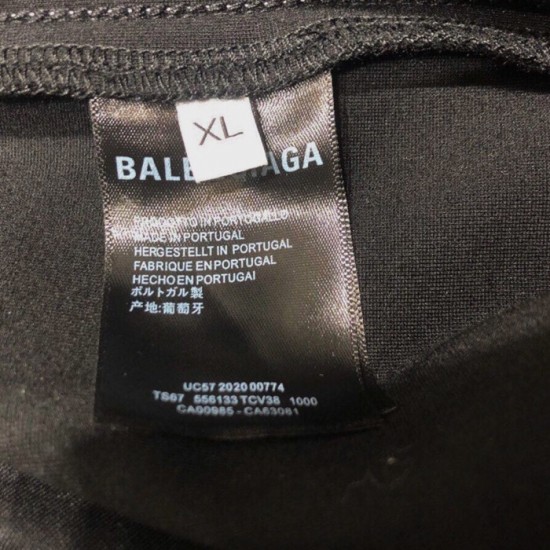 XL
BALENCIAGA
PRODOTTO IN PORTOGALLO
MADE IN PORTUGAL
HERGESTELLT IN PORTUGAL
FABRIQUE EN PORTUGAL
HECHO EN PORTUGAl
ポルトガル製
产地:葡萄牙
UC57 2020 00774
TS67 556133 TCV38 1000
CA00985 - CA63081